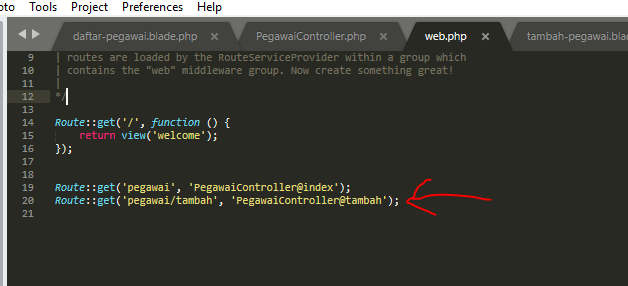 oto Tools Project Preferences Help
daftar-pegawai.blade.php × PegawaiController.php × web.php × tambah-pegawai.bla
9 | routes are loaded by the RouteServiceProvider within a group which
10 | contains the "web" middleware group. Now create something great!
11 |
12 */
13
14 Route::get('/', function () {
15 return view('welcome');
16 });
17
18
19 Route::get('pegawai', 'PegawaiController@index');
20 Route::get('pegawai/tambah', 'PegawaiController@tambah');
21